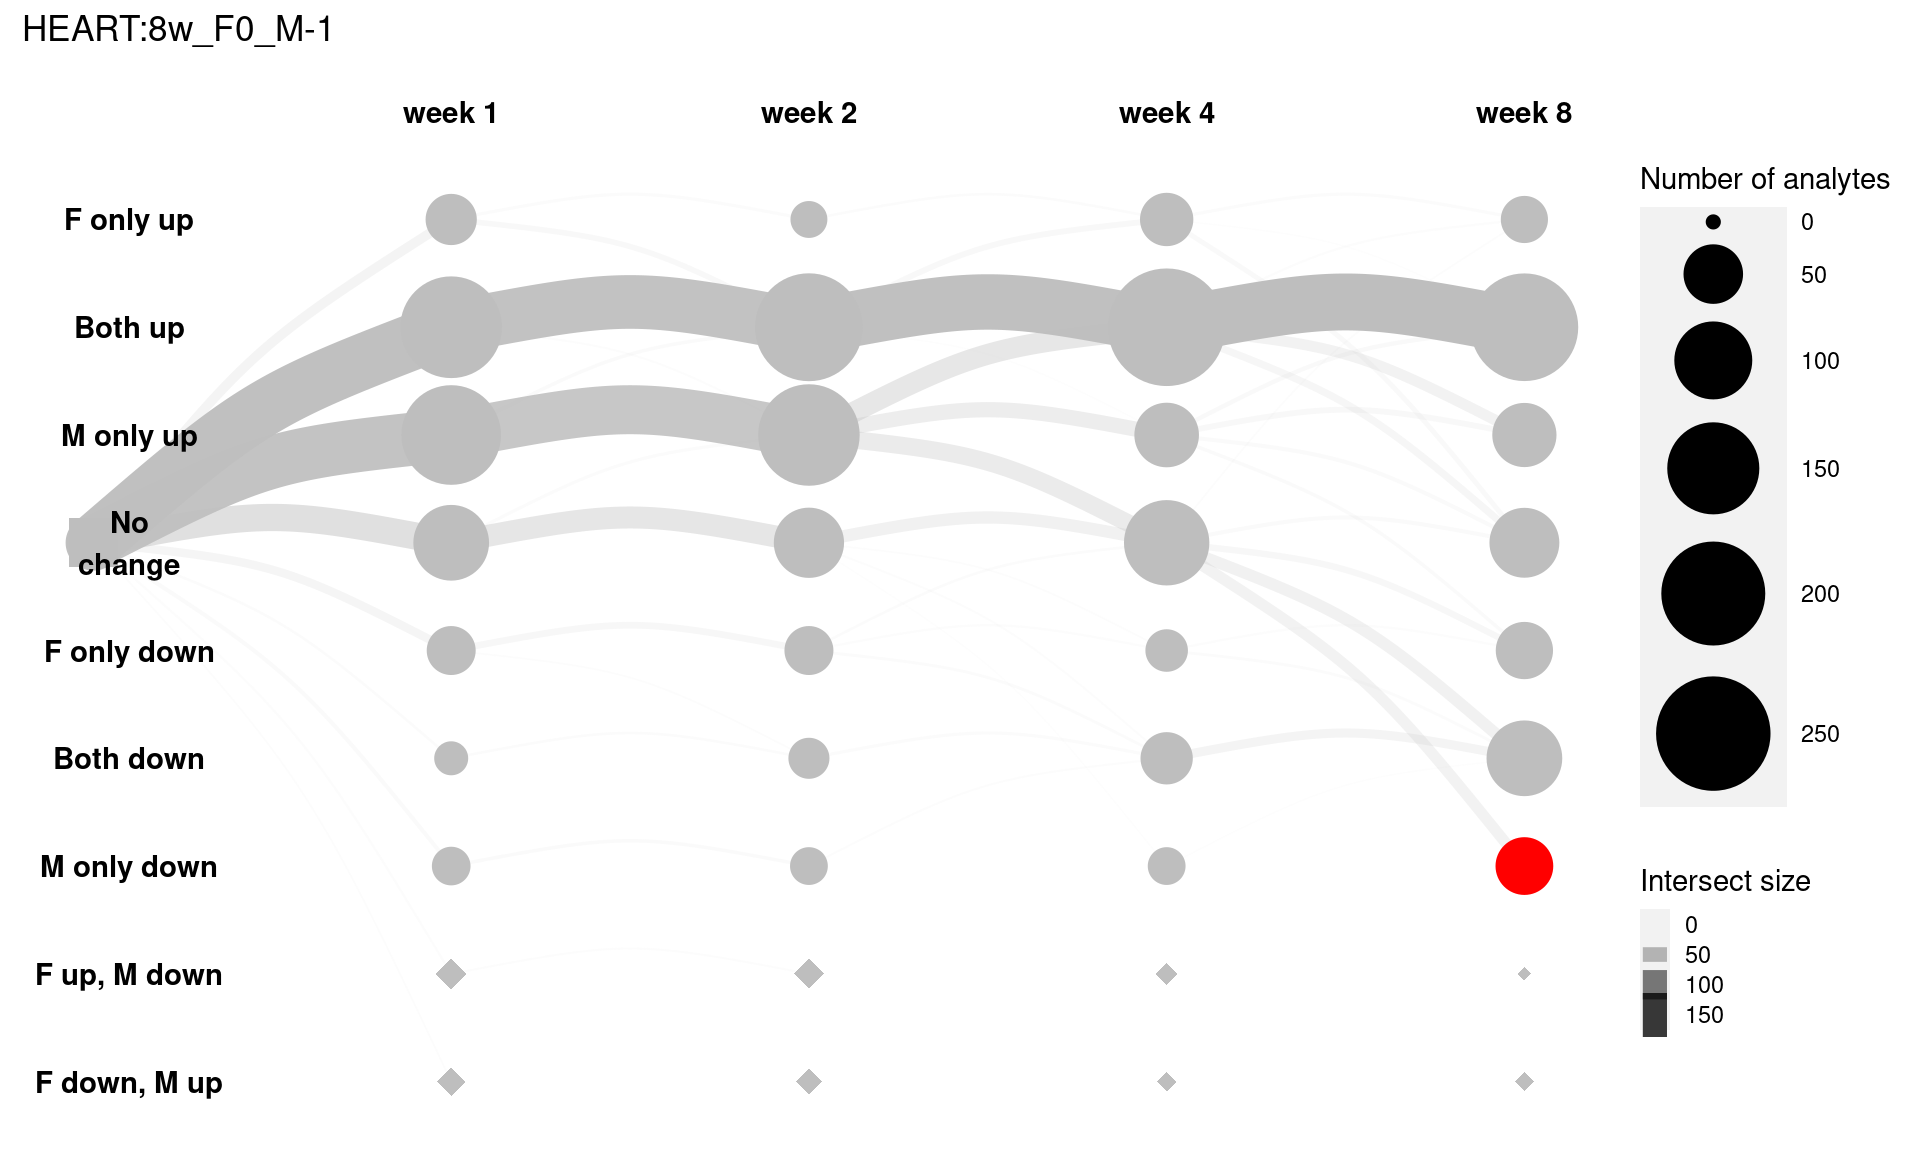 HEART:8w_F0_M-1
week 1
week 2
week 4
week 8
F only up
Both up
M only up
No
change
F only down
Both down
M only down
F up, M down
F down, M up
Number of analytes
0
50
100
150
200
250
Intersect size
0
50
100
150